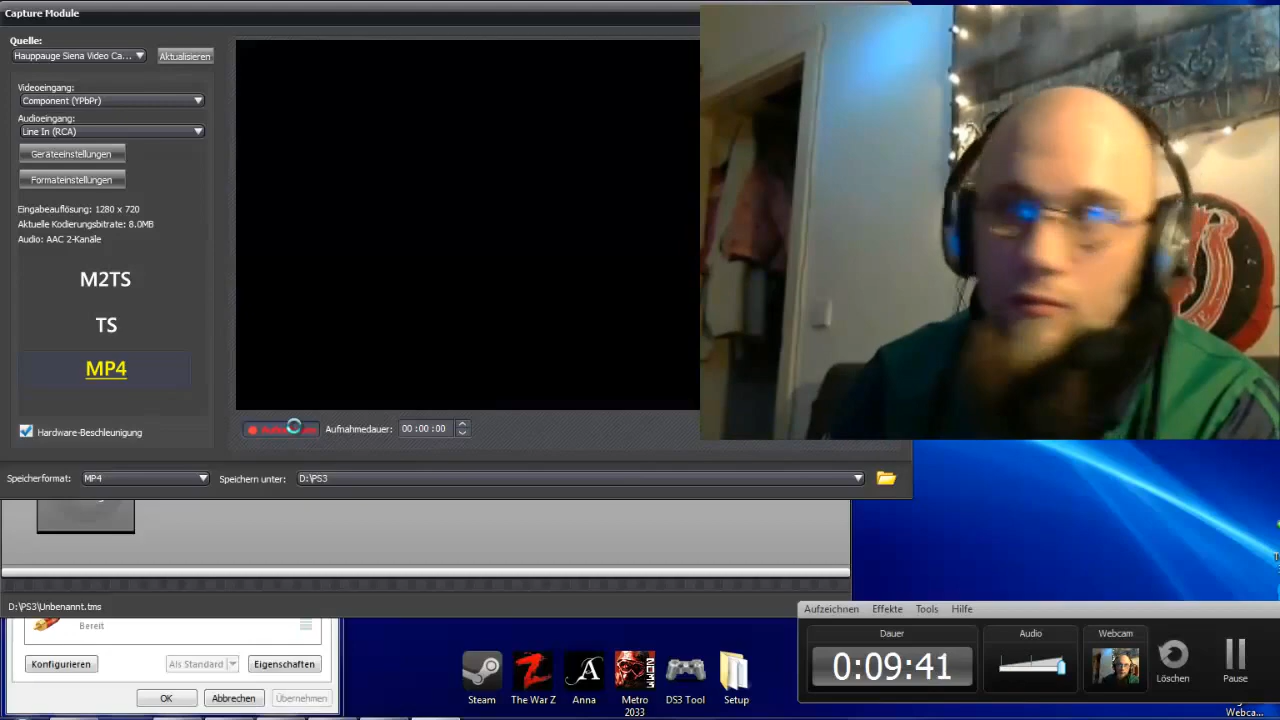 Capture Module
Quelle:
Hauppauge Siena Video Ca...
Aktualisieren
Videoeingang:
Component (YPbPr)
Audioeingang:
Line In (RCA)
Geräteeinstellungen
Formateinstellungen
Eingabeauflösung: 1280 x 720
Aktuelle Kodierungsbitrate: 8.0MB
Audio: AAC 2-Kanäle
M2TS
TS
MP4
Hardware-Beschleunigung
Aufnahmedauer: 00 :00 : 00
Speicherformat: MP4
Speichern unter: D:\PS3
D:\PS3\Unbenannt.tms
Bereit
Konfigurieren
Als Standard
Eigenschaften
OK
Abbrechen
Übernehmen
Steam
The War Z
Anna
Metro 2033
DS3 Tool
Setup
Aufzeichnen Effekte Tools Hilfe
Dauer
0:09:41
Audio
Webcam
Löschen
Pause
Webca...